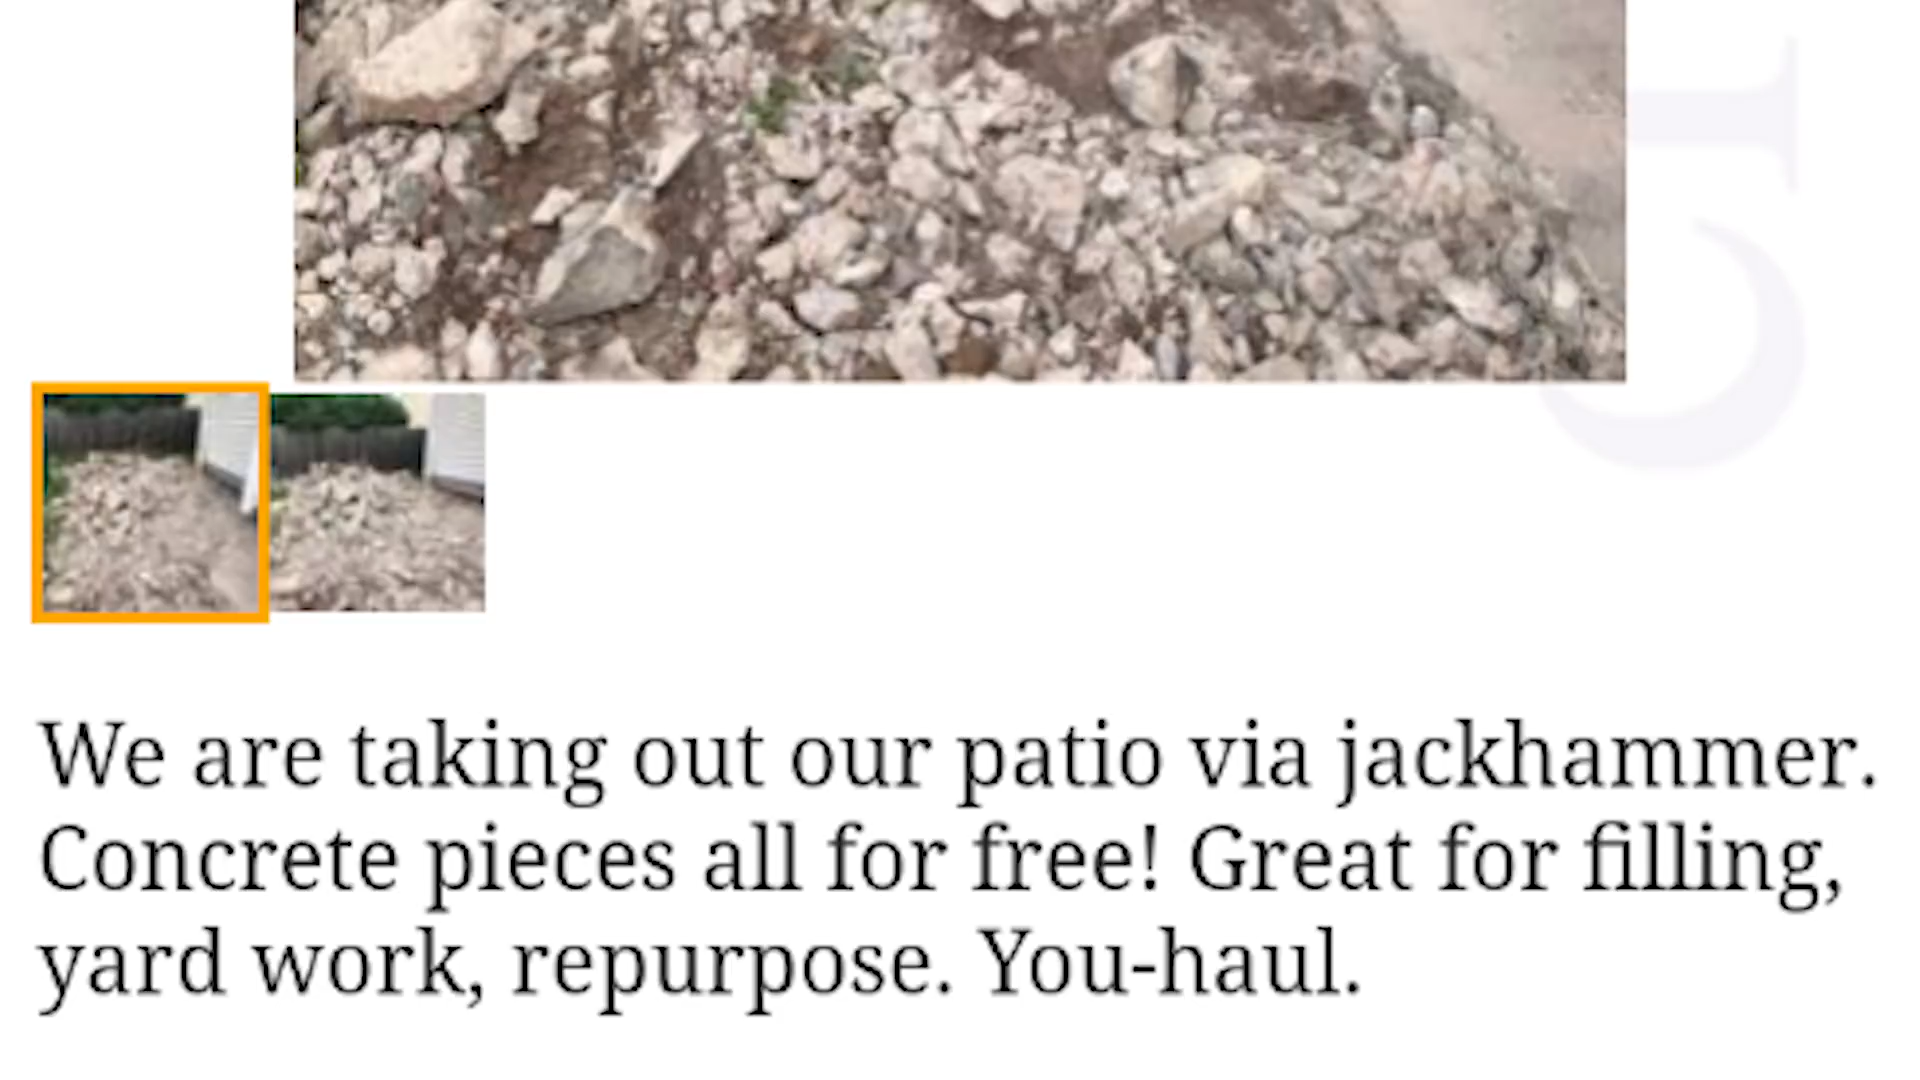 We are taking out our patio via jackhammer.
Concrete pieces all for free! Great for filling,
yard work, repurpose. You-haul.